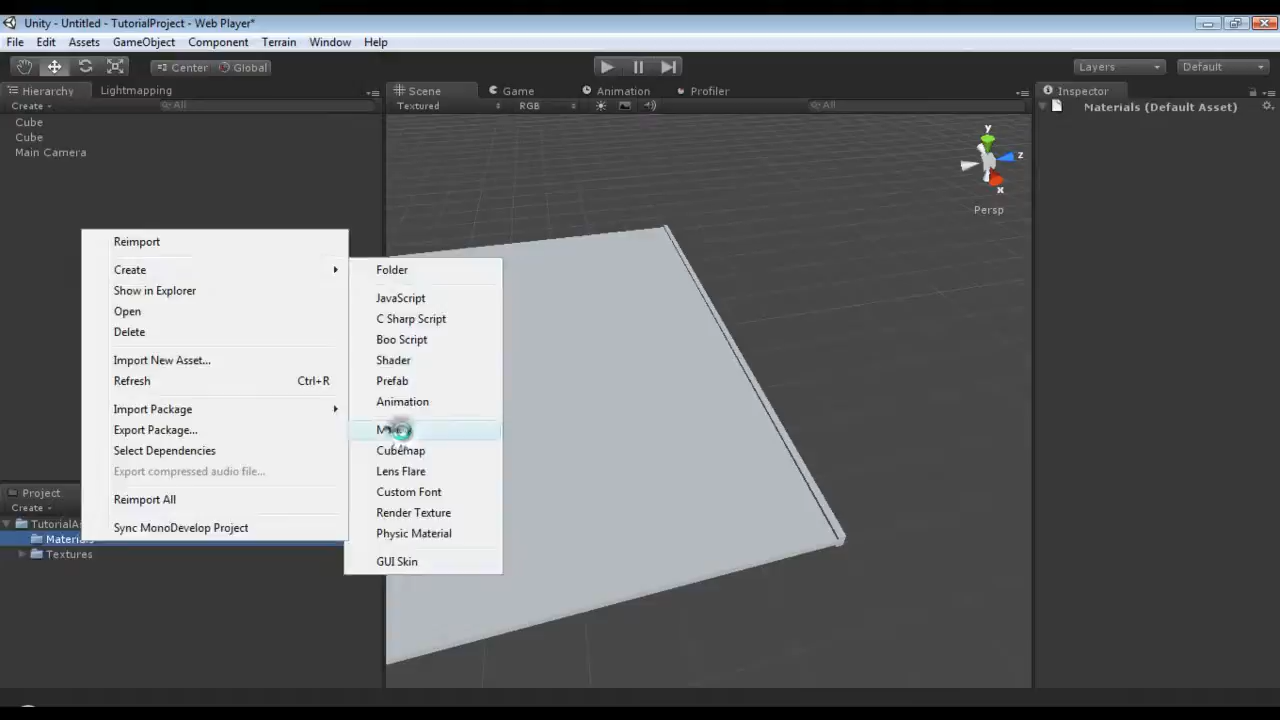 Unity - Untitled - TutorialProject - Web Player*
File Edit Assets GameObject Component Terrain Window Help
Center Global Layers Default
Hierarchy Lightmapping Scene Game Animation Profiler Inspector
Create All Textured RGB All Materials (Default Asset)
Cube
Cube
Main Camera
y
z
x
Persp
Reimport
Create
Show in Explorer
Open
Delete
Import New Asset...
Refresh Ctrl+R
Import Package
Export Package...
Select Dependencies
Export compressed audio file...
Reimport All
Sync MonoDevelop Project
Folder
JavaScript
C Sharp Script
Boo Script
Shader
Prefab
Animation
Cubemap
Lens Flare
Custom Font
Render Texture
Physic Material
GUI Skin
Project
Create
Textures